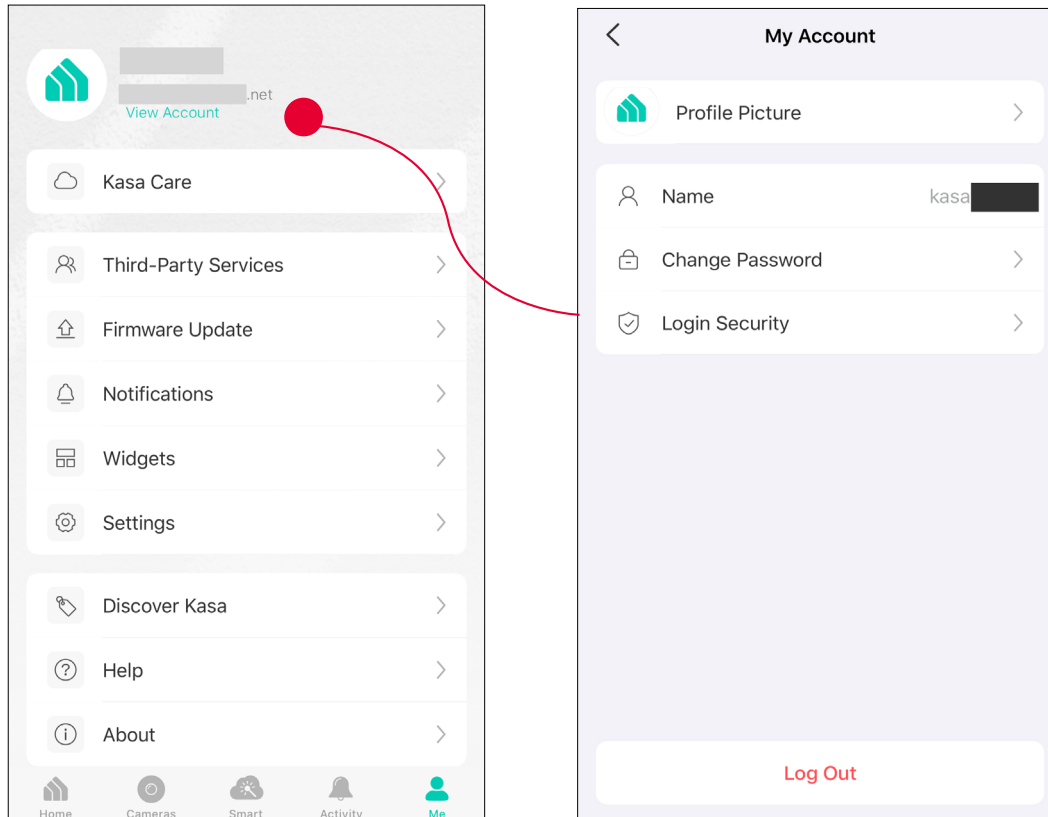 .net
View Account
Kasa Care
Third-Party Services
Firmware Update
Notifications
Widgets
Settings
Discover Kasa
Help
About
Home
Cameras
Smart
Activity
Me
My Account
Profile Picture
Name
kasa
Change Password
Login Security
Log Out